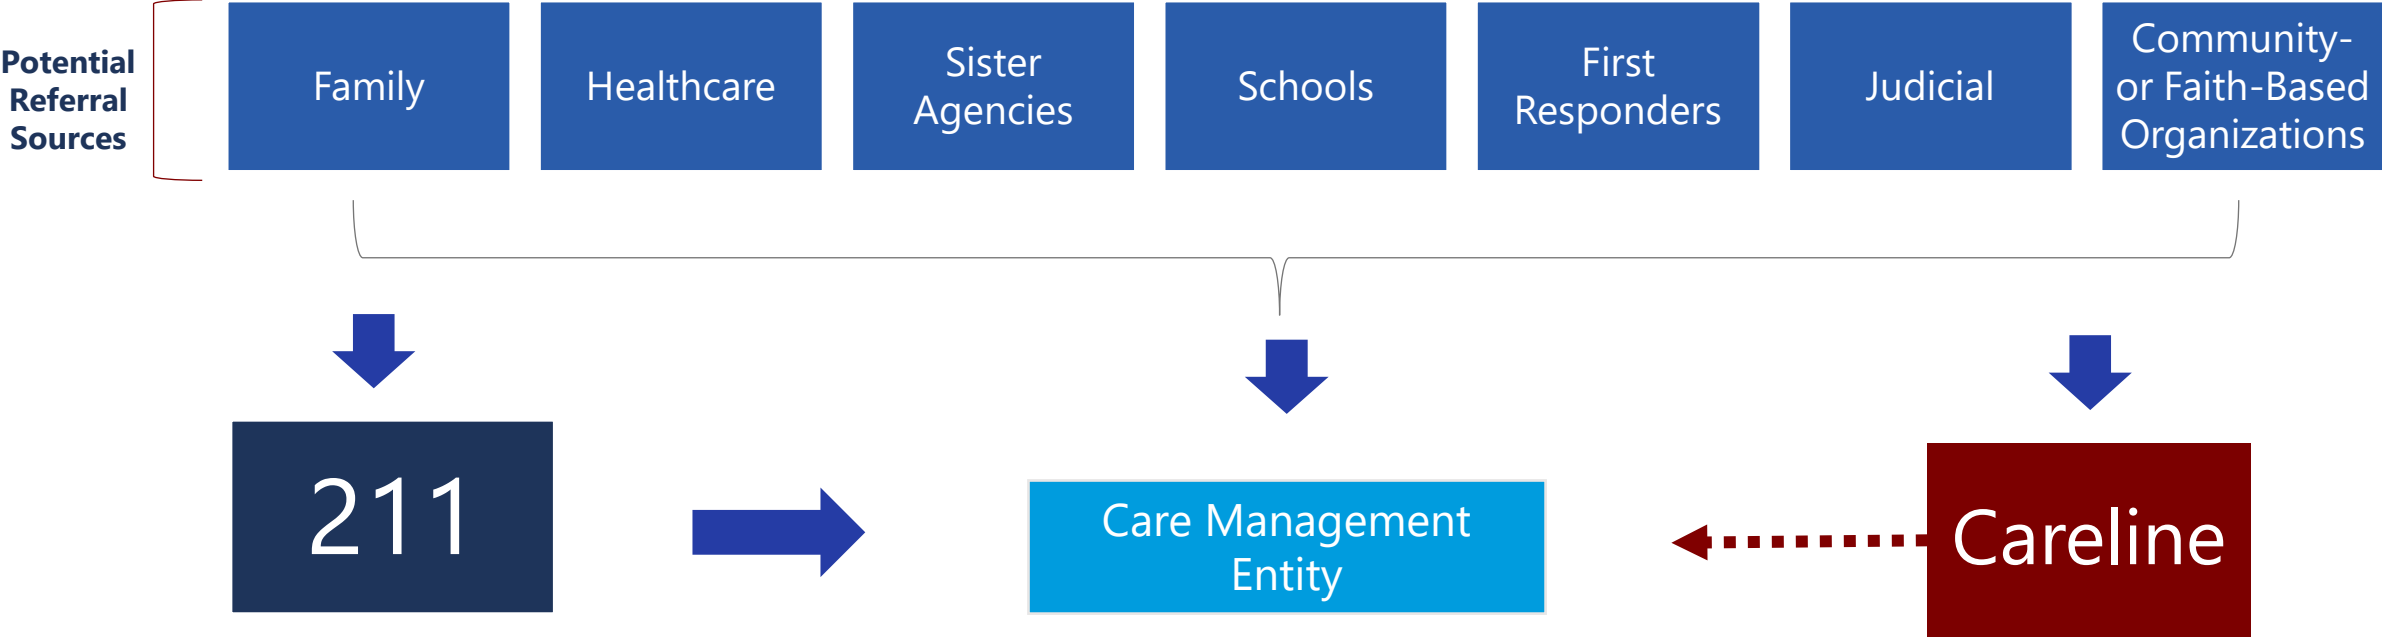 Potential
Referral
Sources
Family
Healthcare
Sister
Agencies
Schools
First
Responders
Judicial
Community-
or Faith-Based
Organizations
211
Care Management
Entity
Careline